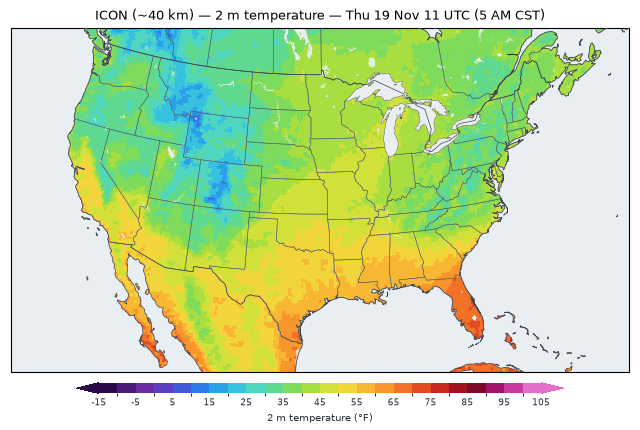 ICON (~40 km) — 2 m temperature — Thu 19 Nov 11 UTC (5 AM CST)
-15 -5 5 15 25 35 45 55 65 75 85 95 105
2 m temperature (°F)